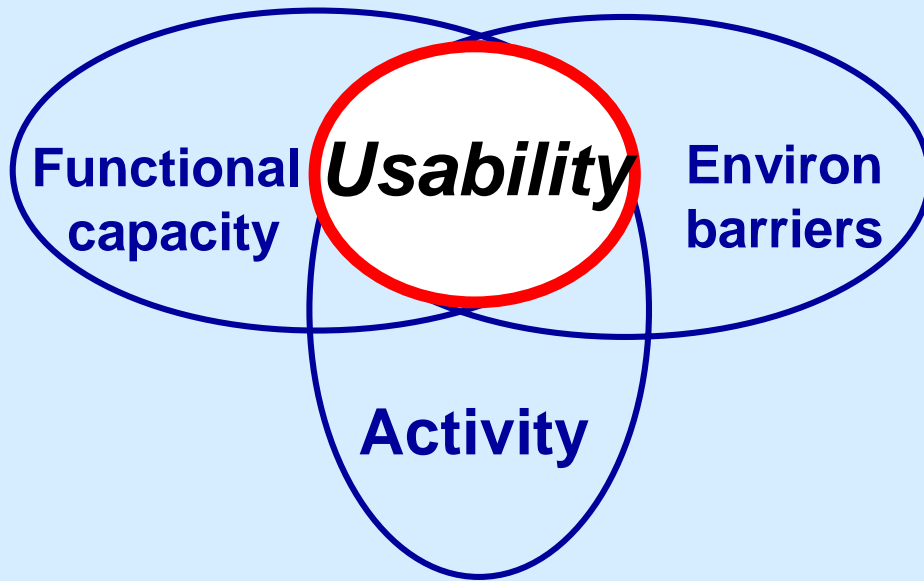 Functional
capacity
Usability
Environ
barriers
Activity